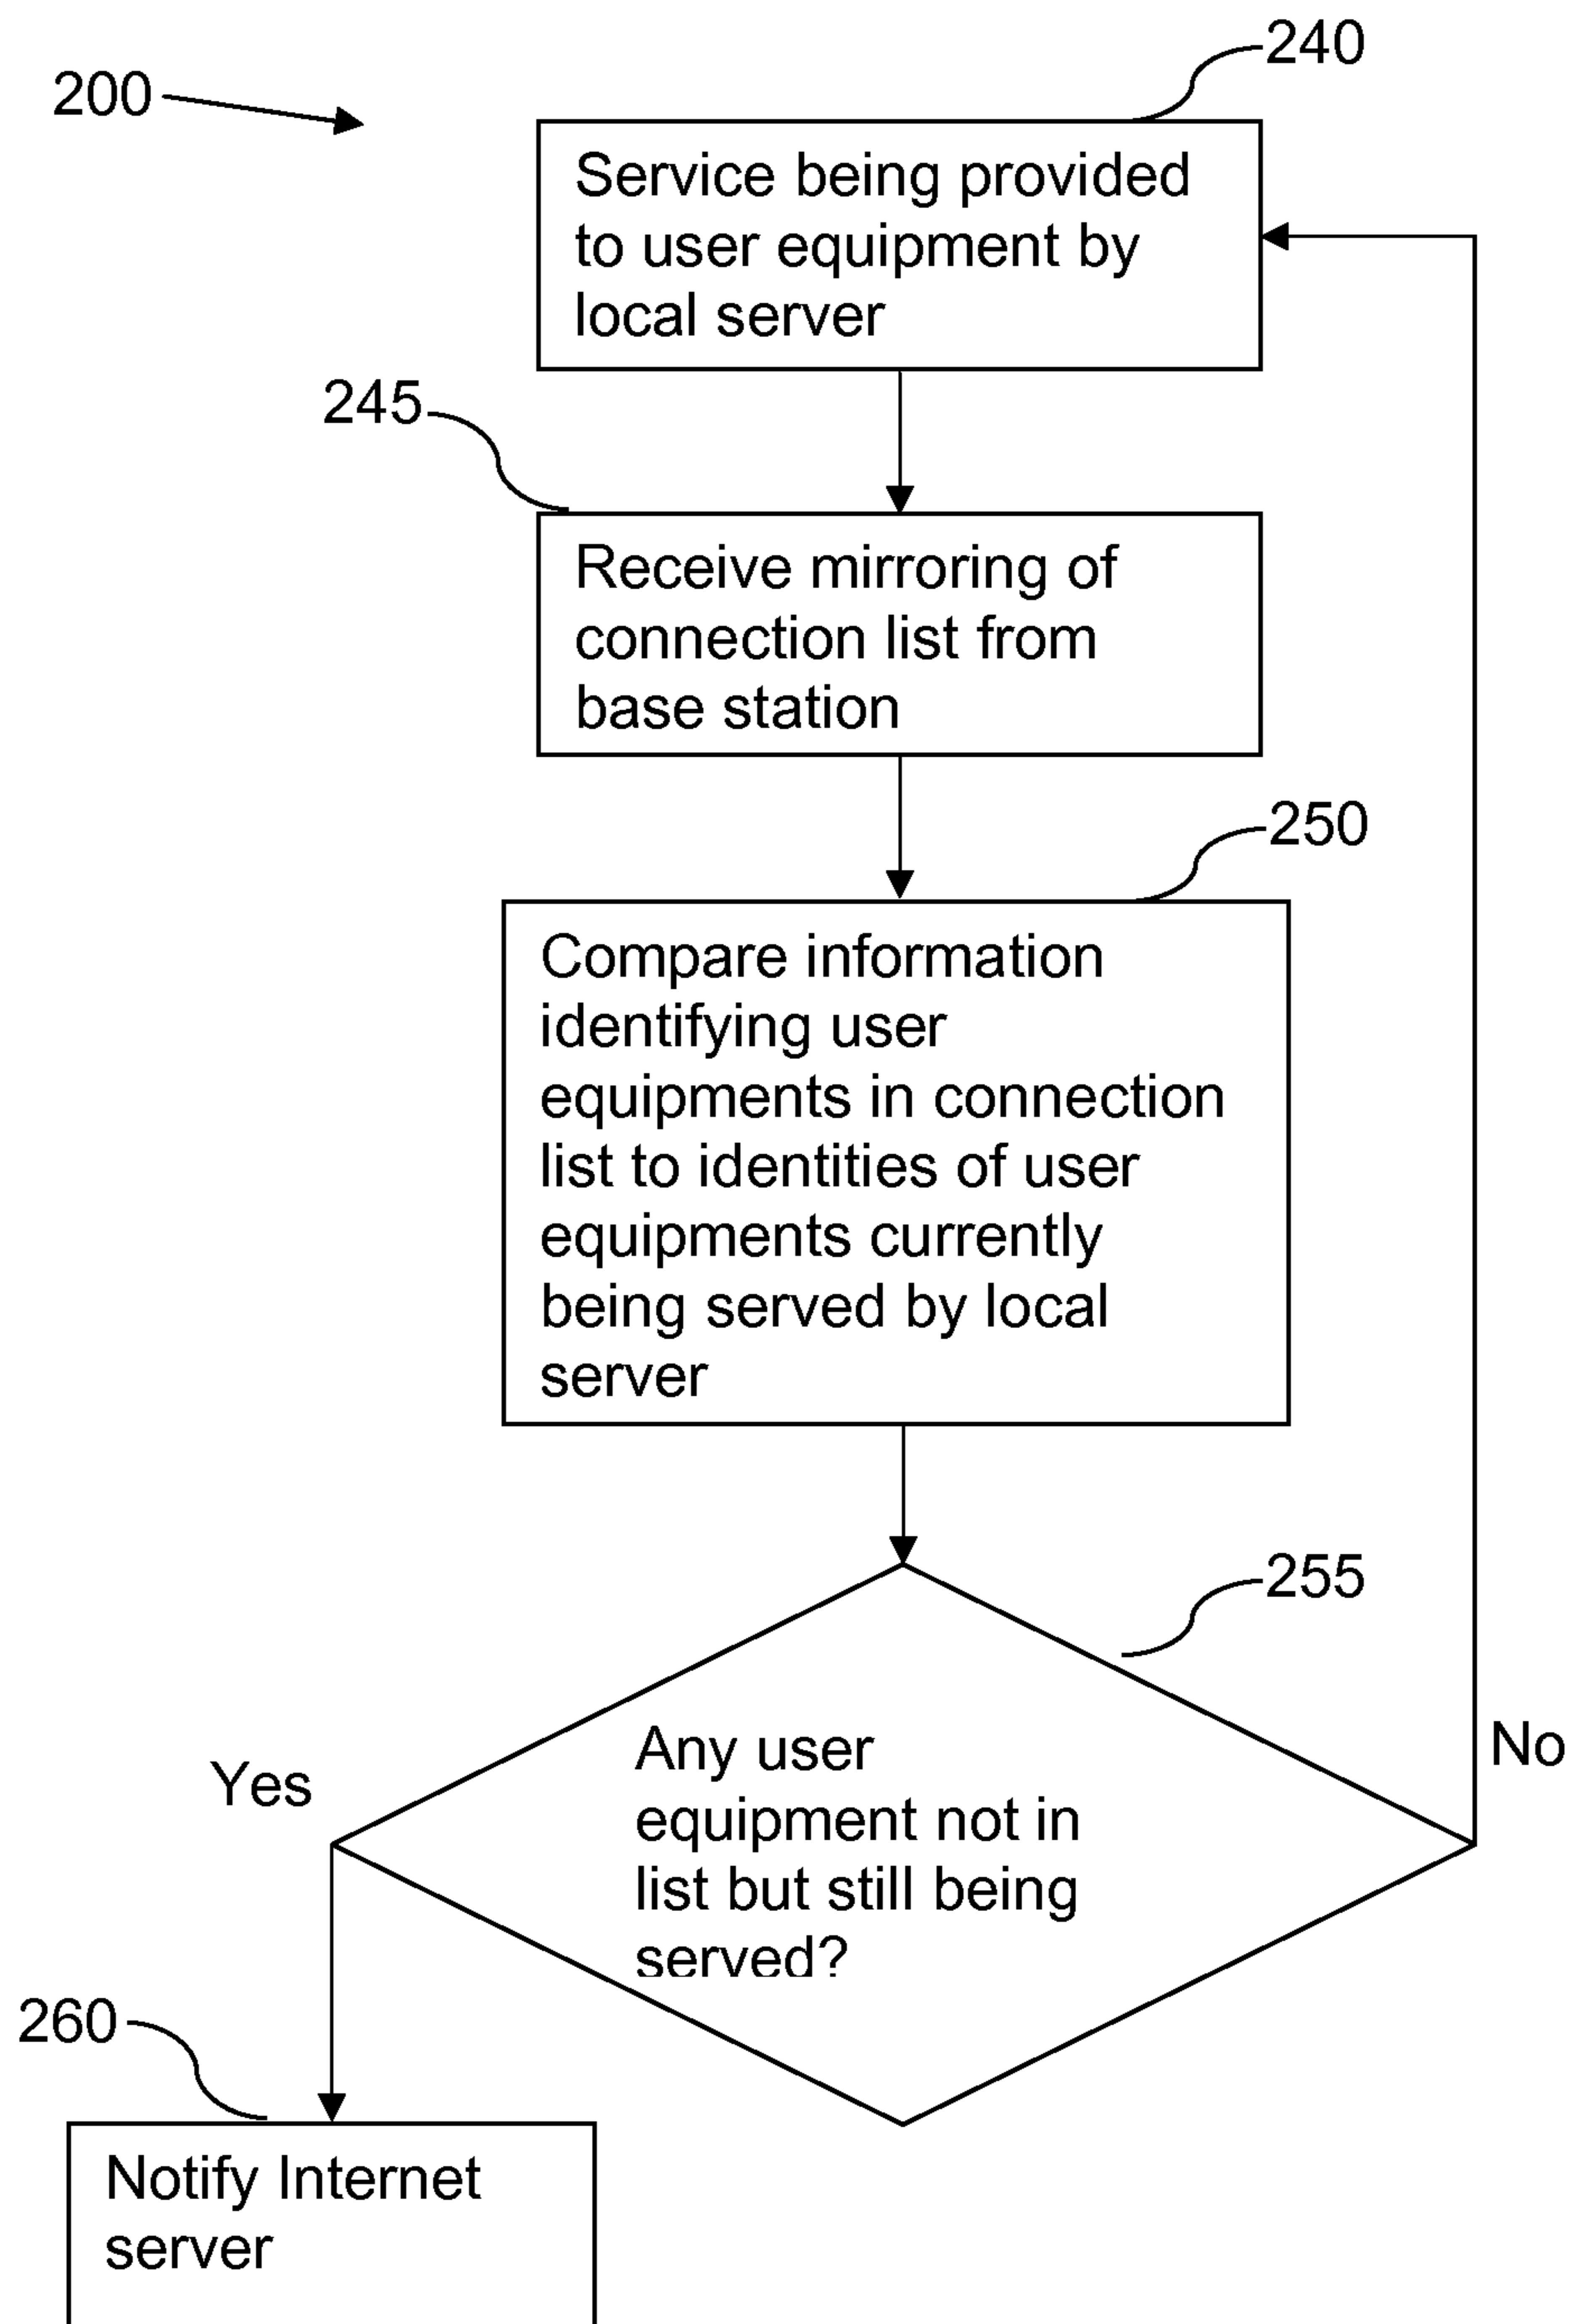 240
200
Service being provided
to user equipment by
local server
245
Receive mirroring of
connection list from
base station
250
Compare information
identifying user
equipments in connection
list to identities of user
equipments currently
being served by local
server
255
Any user
equipment not in
list but still being
served?
Yes
No
260
Notify Internet
server